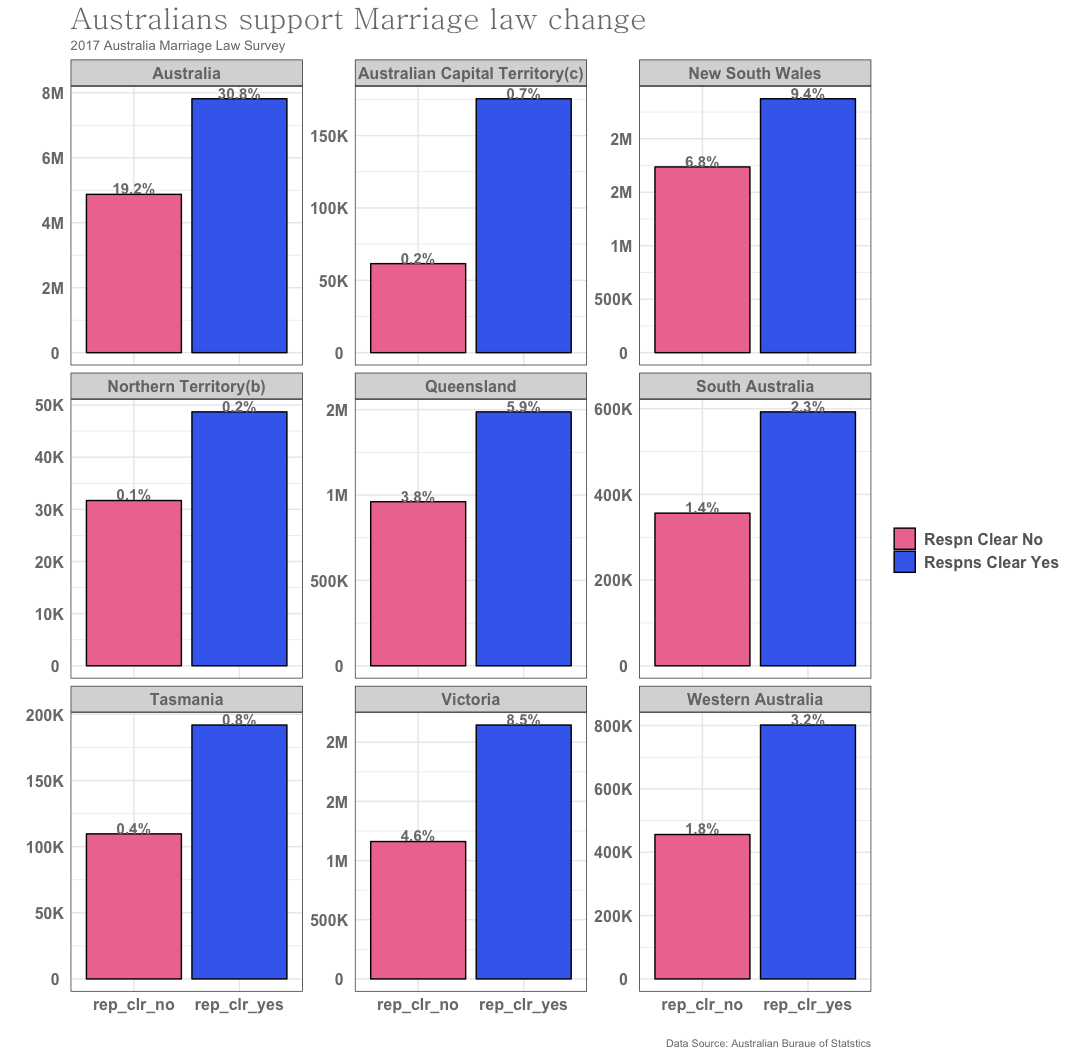 Australians support Marriage law change
2017 Australia Marriage Law Survey
Australia
8M
6M
4M
2M
0
19.2%
30.8%
Australian Capital Territory(c)
150K
100K
50K
0
0.2%
0.7%
New South Wales
2M
2M
1M
500K
0
6.8%
9.4%
Northern Territory(b)
50K
40K
30K
20K
10K
0
0.1%
0.2%
Queensland
2M
1M
500K
0
3.8%
5.9%
South Australia
600K
400K
200K
0
1.4%
2.3%
Tasmania
200K
150K
100K
50K
0
0.4%
0.8%
rep_clr_no
rep_clr_yes
Victoria
2M
2M
1M
500K
0
4.6%
8.5%
rep_clr_no
rep_clr_yes
Western Australia
800K
600K
400K
200K
0
1.8%
3.2%
rep_clr_no
rep_clr_yes
Respn Clear No
Respns Clear Yes
Data Source: Australian Buraue of Statstics